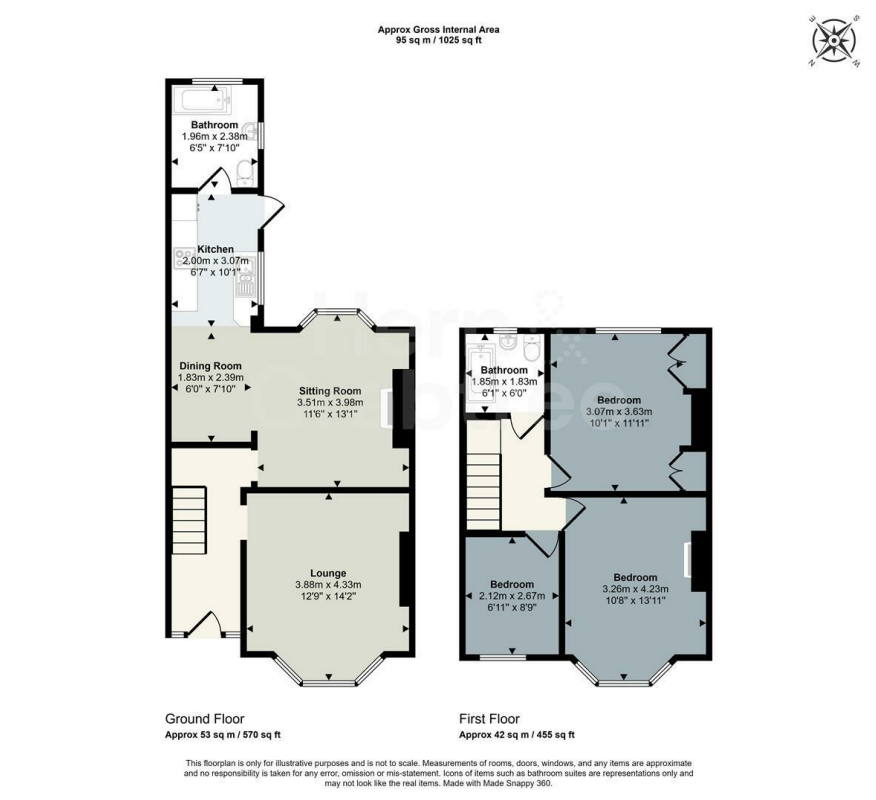 Approx Gross Internal Area
95 sq m / 1025 sq ft
E
S
N
W
Bathroom
1.96m x 2.38m
6'5" x 7'10"
Kitchen
2.00m x 3.07m
6'7" x 10'1"
Dining Room
1.83m x 2.39m
6'0" x 7'10"
Sitting Room
3.51m x 3.98m
11'6" x 13'1"
Lounge
3.88m x 4.33m
12'9" x 14'2"
Bathroom
1.85m x 1.83m
6'1" x 6'0"
Bedroom
3.07m x 3.63m
10'1" x 11'11"
Bedroom
2.12m x 2.67m
6'11" x 8'9"
Bedroom
3.26m x 4.23m
10'8" x 13'11"
Hern
Crabtree
Ground Floor
Approx 53 sq m / 570 sq ft
First Floor
Approx 42 sq m / 455 sq ft
This floorplan is only for illustrative purposes and is not to scale. Measurements of rooms, doors, windows, and any items are approximate
and no responsibility is taken for any error, omission or mis-statement. Icons of items such as bathroom suites are representations only and
may not look like the real items. Made with Made Snappy 360.